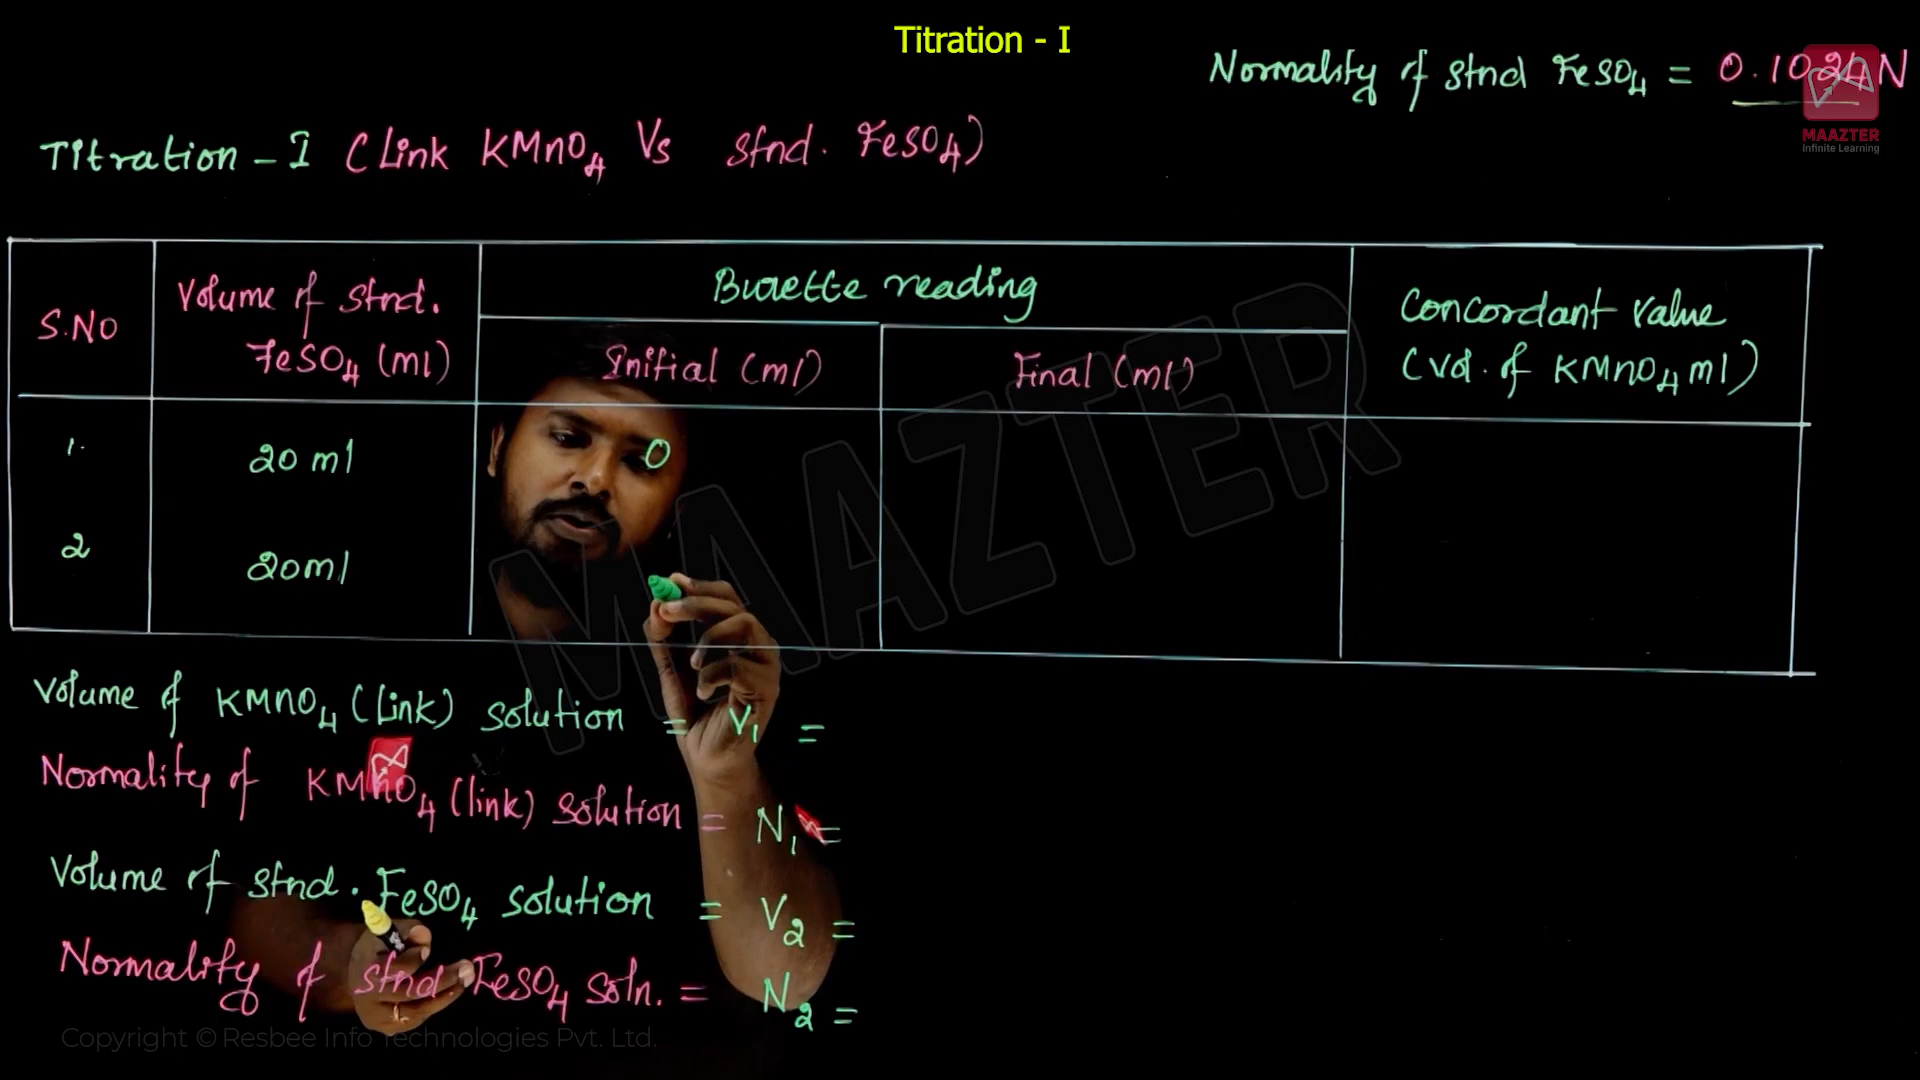 Titration - I
Normality of stnd FeSO4 = 0.1024 N
MAAZTER
Infinite Learning
Titration - I (Link KMnO4 Vs stnd. FeSO4)
S.NO
Volume of stnd.
FeSO4 (ml)
Burette reading
Initial (ml)
Final (ml)
Concordant value
(vol. of KMnO4 ml)
1. 20 ml 0
2 20ml
MAAZTER
Volume of KMnO4 (Link) solution = V1 =
Normality of KMnO4 (link) solution = N1 =
Volume of stnd. FeSO4 solution = V2 =
Normality of stnd. FeSO4 soln. = N2 =
Copyright © Resbee Info Technologies Pvt. Ltd.